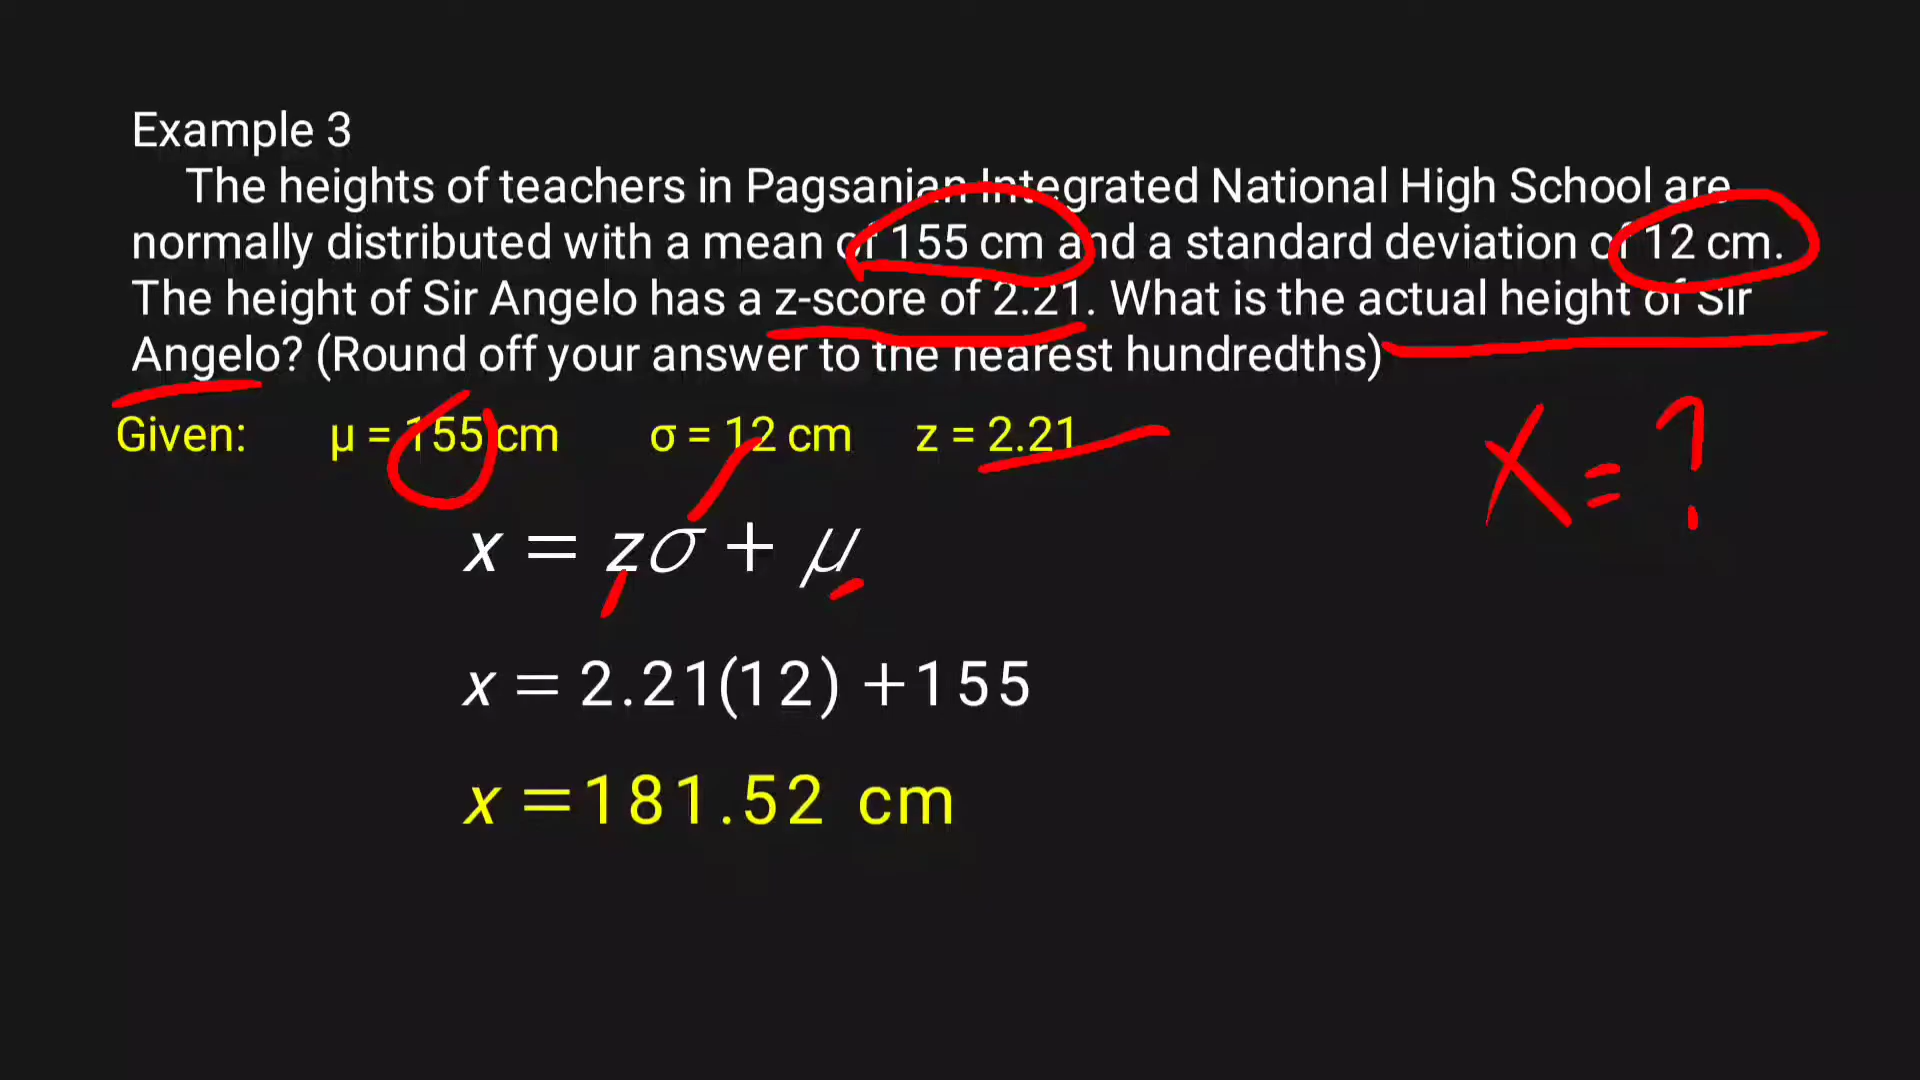 Example 3
The heights of teachers in Pagsanjan Integrated National High School are
normally distributed with a mean of 155 cm and a standard deviation of 12 cm.
The height of Sir Angelo has a z-score of 2.21. What is the actual height of Sir
Angelo? (Round off your answer to the nearest hundredths)
Given: μ = 155 cm σ = 12 cm z = 2.21
X = ?
x = zσ + μ
x = 2.21(12) +155
x =181.52 cm